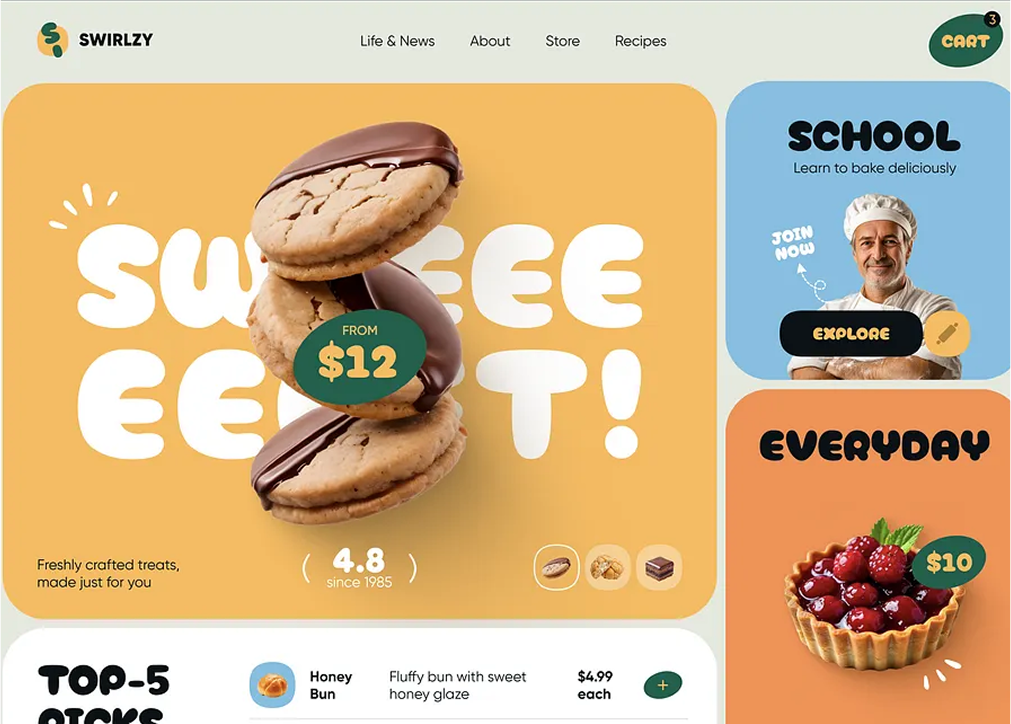 SWIRLZY
Life & News
About
Store
Recipes
3
CART
SW EEE
EE T!
FROM
$12
Freshly crafted treats,
made just for you
4.8
since 1985
SCHOOL
Learn to bake deliciously
JOIN
NOW
EXPLORE
EVERYDAY
$10
TOP-5
PICKS
Honey
Bun
Fluffy bun with sweet
honey glaze
$4.99
each
+